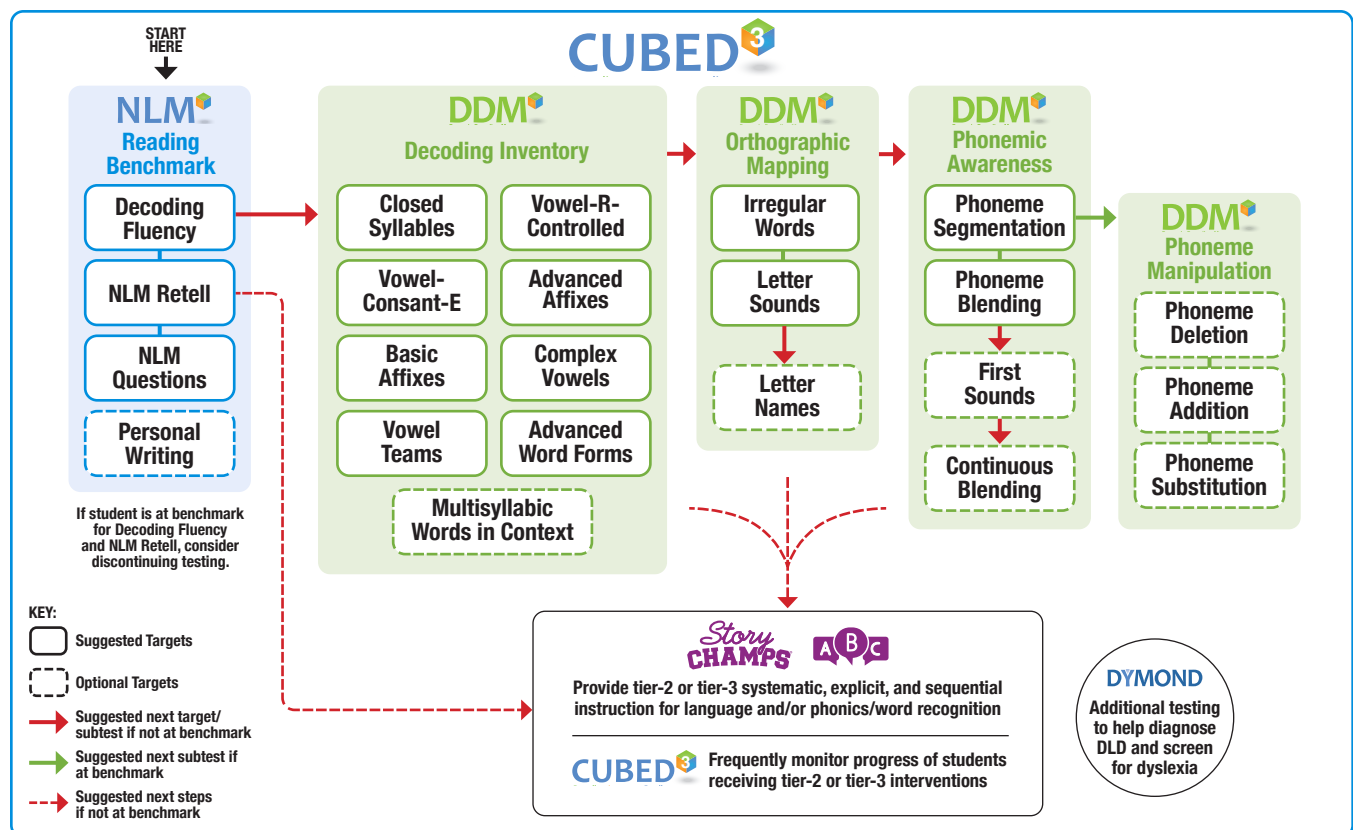 START
HERE
CUBED3
NLM
Reading
Benchmark
Decoding
Fluency
NLM Retell
NLM
Questions
Personal
Writing
If student is at benchmark
for Decoding Fluency
and NLM Retell, consider
discontinuing testing.
DDM
Decoding Inventory
Closed
Syllables
Vowel-R-
Controlled
Vowel-
Consant-E
Advanced
Affixes
Basic
Affixes
Complex
Vowels
Vowel
Teams
Advanced
Word Forms
Multisyllabic
Words in Context
DDM
Orthographic
Mapping
Irregular
Words
Letter
Sounds
Letter
Names
DDM
Phonemic
Awareness
Phoneme
Segmentation
Phoneme
Blending
First
Sounds
Continuous
Blending
DDM
Phoneme
Manipulation
Phoneme
Deletion
Phoneme
Addition
Phoneme
Substitution
KEY:
Suggested Targets
Optional Targets
Suggested next target/
subtest if not at benchmark
Suggested next subtest if
at benchmark
Suggested next steps
if not at benchmark
Story
CHAMPS
A B C
Provide tier-2 or tier-3 systematic, explicit, and sequential
instruction for language and/or phonics/word recognition
CUBED3
Frequently monitor progress of students
receiving tier-2 or tier-3 interventions
DYMOND
Additional testing
to help diagnose
DLD and screen
for dyslexia